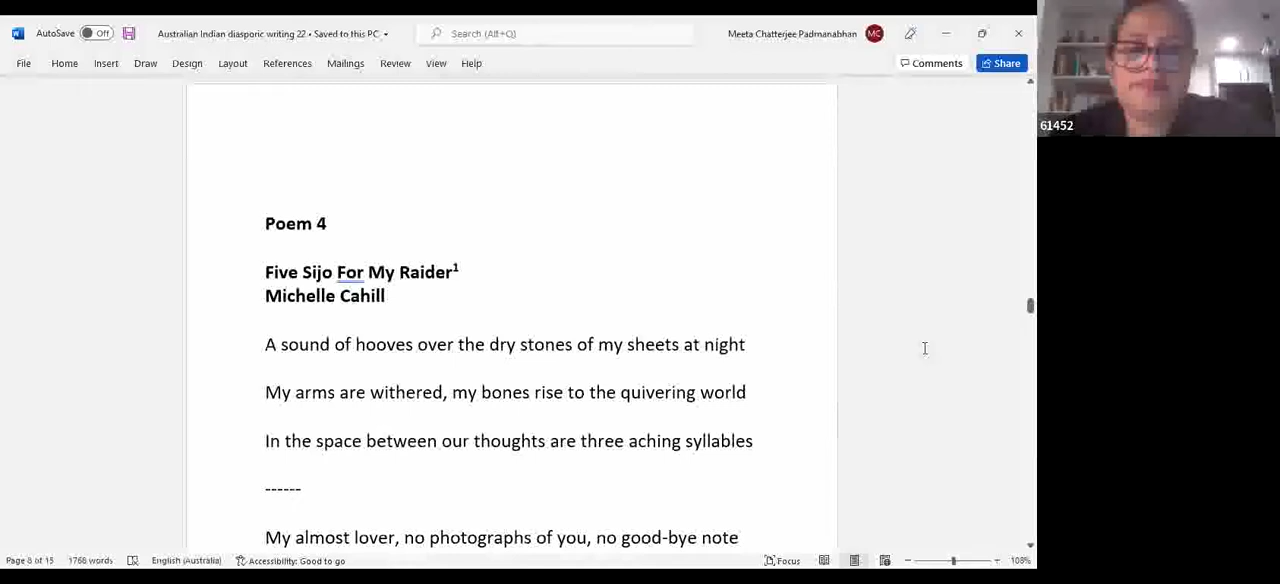 AutoSave Off Australian Indian diasporic writing 22 • Saved to this PC Search (Alt+Q) Meeta Chatterjee Padmanabhan MC
File Home Insert Draw Design Layout References Mailings Review View Help Comments Share
61452
Poem 4
Five Sijo For My Raider¹
Michelle Cahill
A sound of hooves over the dry stones of my sheets at night
My arms are withered, my bones rise to the quivering world
In the space between our thoughts are three aching syllables
------
My almost lover, no photographs of you, no good-bye note
Page 8 of 15 1768 words English (Australia) Accessibility: Good to go Focus 108%